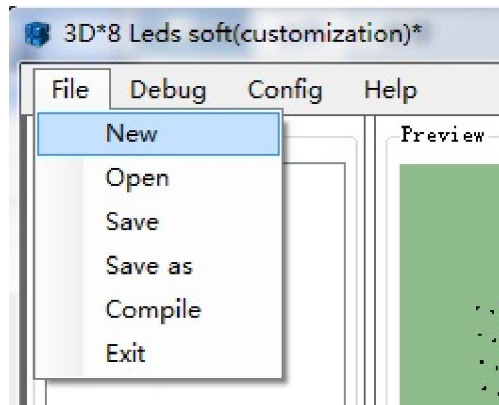 3D*8 Leds soft(customization)*
File Debug Config Help
New
Preview
Open
Save
Save as
Compile
Exit